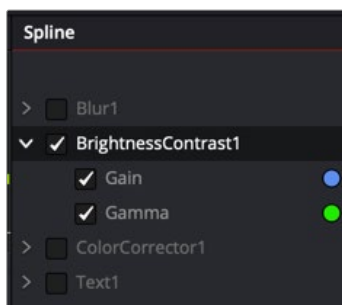 Spline
Blur1
BrightnessContrast1
Gain
Gamma
ColorCorrector1
Text1